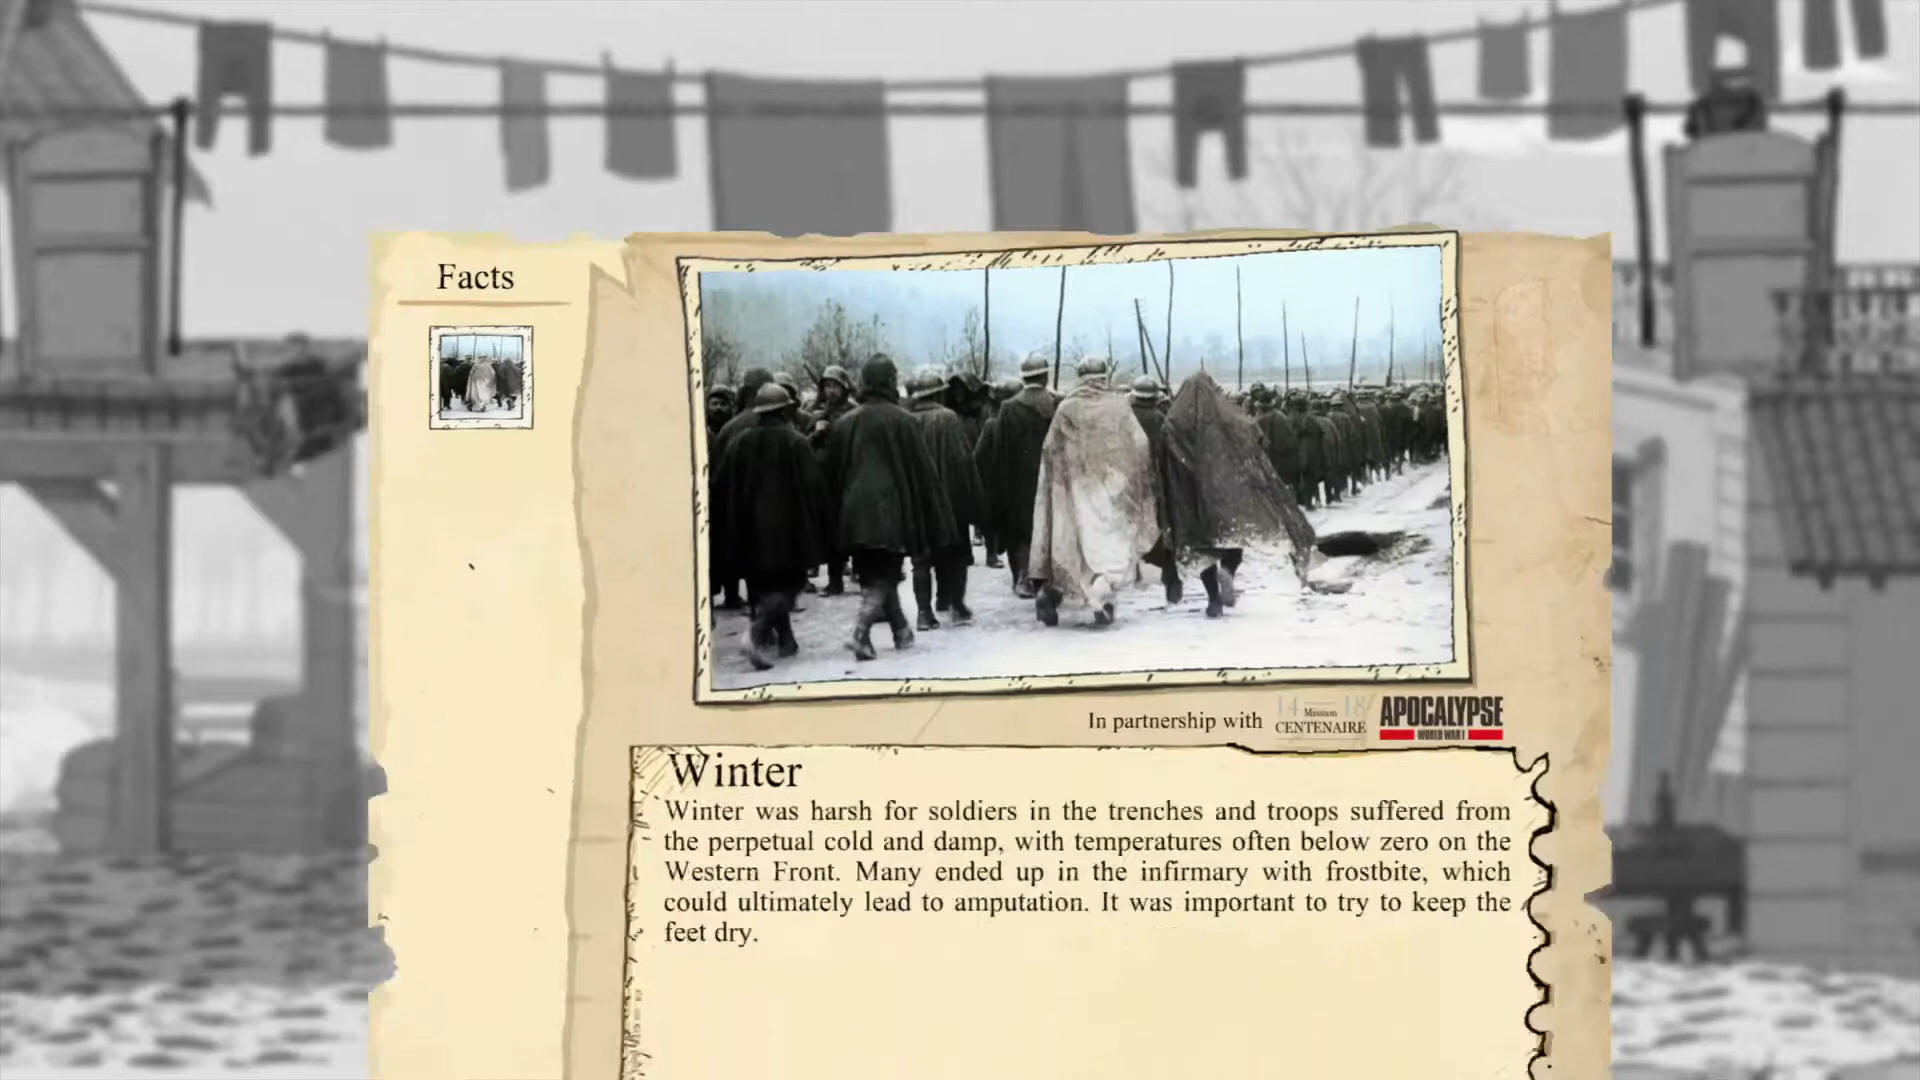 Facts
In partnership with
14 Mission 18
CENTENAIRE
APOCALYPSE
WORLD WAR I
Winter
Winter was harsh for soldiers in the trenches and troops suffered from
the perpetual cold and damp, with temperatures often below zero on the
Western Front. Many ended up in the infirmary with frostbite, which
could ultimately lead to amputation. It was important to try to keep the
feet dry.